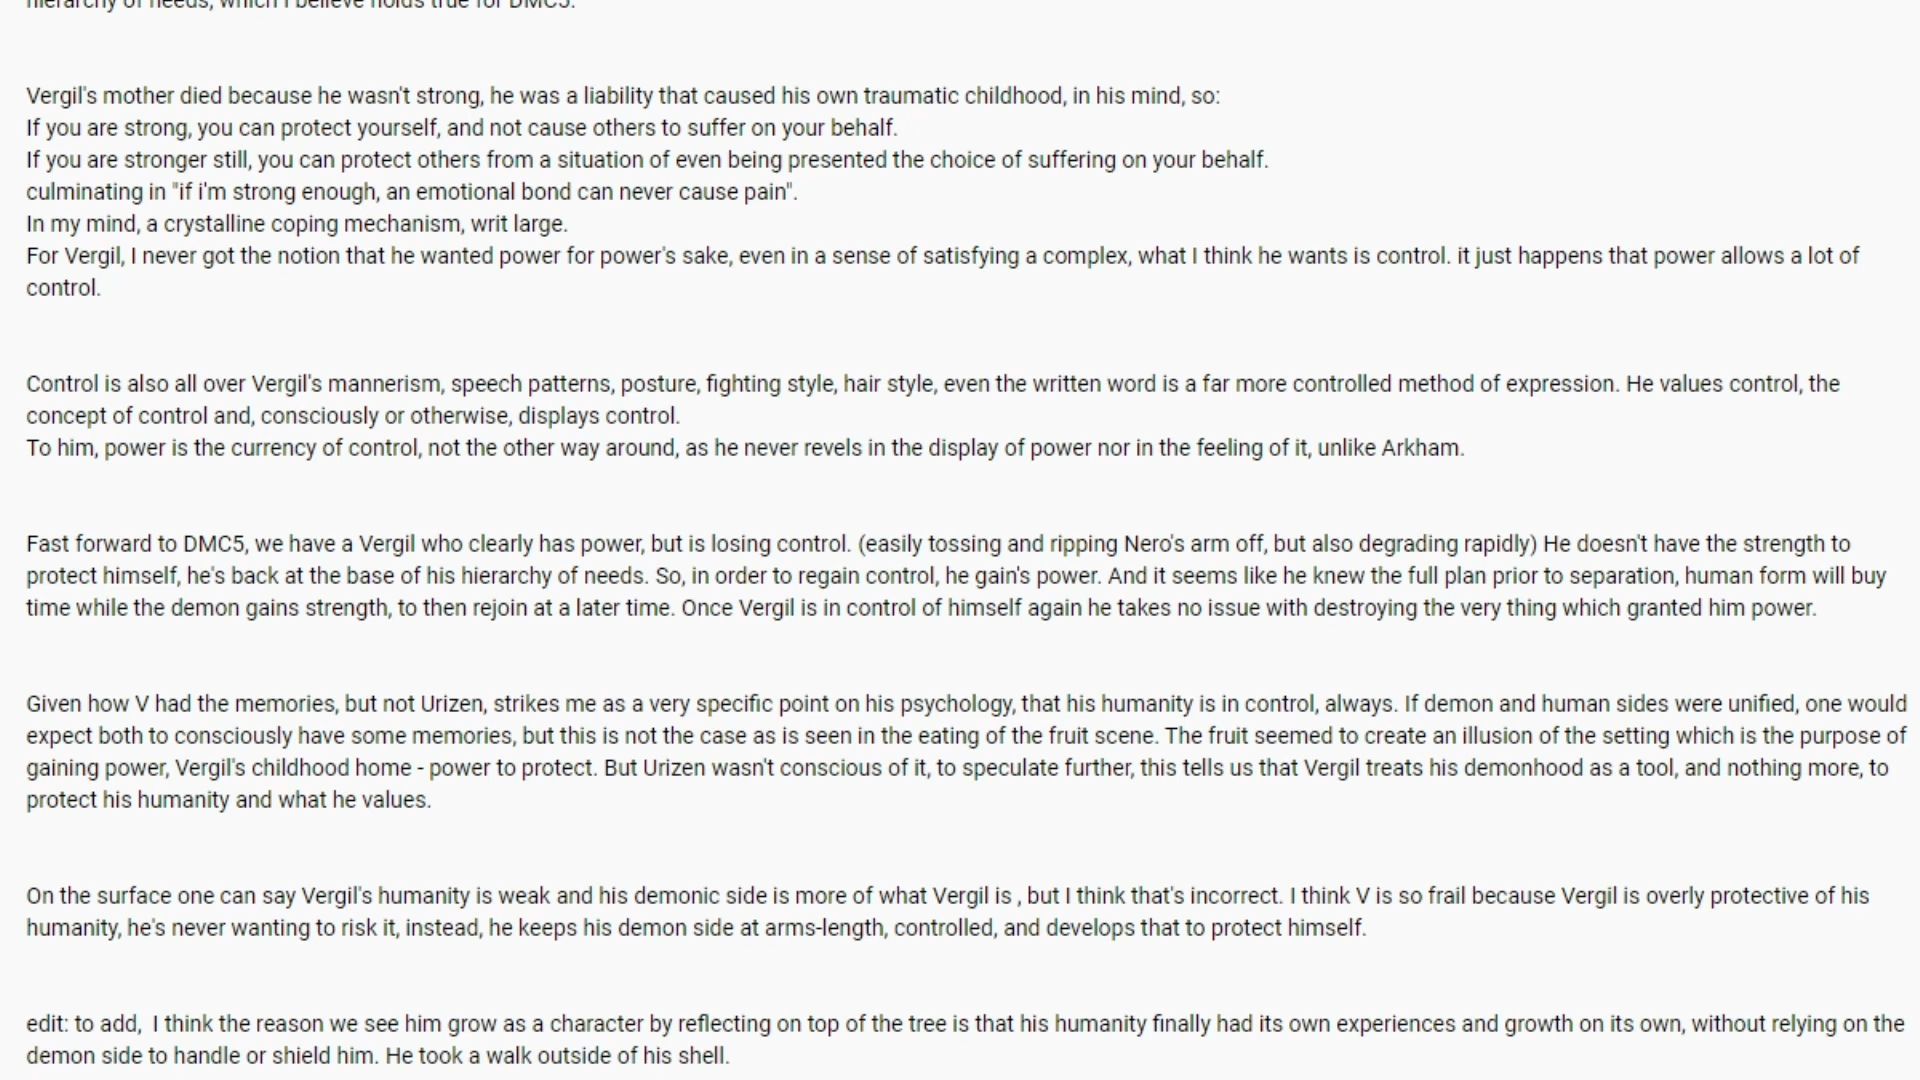 hierarchy of needs, which I believe holds true for DMC5.
Vergil's mother died because he wasn't strong, he was a liability that caused his own traumatic childhood, in his mind, so:
If you are strong, you can protect yourself, and not cause others to suffer on your behalf.
If you are stronger still, you can protect others from a situation of even being presented the choice of suffering on your behalf.
culminating in "if i'm strong enough, an emotional bond can never cause pain".
In my mind, a crystalline coping mechanism, writ large.
For Vergil, I never got the notion that he wanted power for power's sake, even in a sense of satisfying a complex, what I think he wants is control. it just happens that power allows a lot of
control.
Control is also all over Vergil's mannerism, speech patterns, posture, fighting style, hair style, even the written word is a far more controlled method of expression. He values control, the
concept of control and, consciously or otherwise, displays control.
To him, power is the currency of control, not the other way around, as he never revels in the display of power nor in the feeling of it, unlike Arkham.
Fast forward to DMC5, we have a Vergil who clearly has power, but is losing control. (easily tossing and ripping Nero's arm off, but also degrading rapidly) He doesn't have the strength to
protect himself, he's back at the base of his hierarchy of needs. So, in order to regain control, he gain's power. And it seems like he knew the full plan prior to separation, human form will buy
time while the demon gains strength, to then rejoin at a later time. Once Vergil is in control of himself again he takes no issue with destroying the very thing which granted him power.
Given how V had the memories, but not Urizen, strikes me as a very specific point on his psychology, that his humanity is in control, always. If demon and human sides were unified, one would
expect both to consciously have some memories, but this is not the case as is seen in the eating of the fruit scene. The fruit seemed to create an illusion of the setting which is the purpose of
gaining power, Vergil's childhood home - power to protect. But Urizen wasn't conscious of it, to speculate further, this tells us that Vergil treats his demonhood as a tool, and nothing more, to
protect his humanity and what he values.
On the surface one can say Vergil's humanity is weak and his demonic side is more of what Vergil is , but I think that's incorrect. I think V is so frail because Vergil is overly protective of his
humanity, he's never wanting to risk it, instead, he keeps his demon side at arms-length, controlled, and develops that to protect himself.
edit: to add,  I think the reason we see him grow as a character by reflecting on top of the tree is that his humanity finally had its own experiences and growth on its own, without relying on the
demon side to handle or shield him. He took a walk outside of his shell.